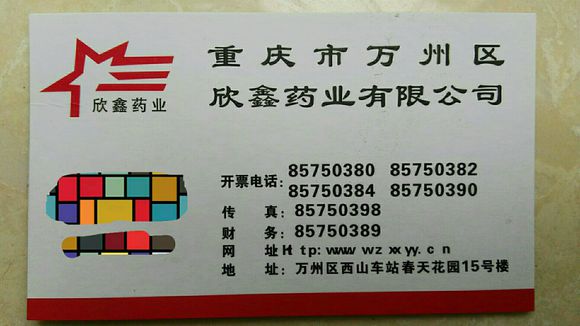 重庆市万州区
欣鑫药业有限公司
欣鑫药业
开票电话: 85750380 85750382
85750384 85750390
传 真: 85750398
财 务: 85750389
网 址 Http:www.wzxxyy.cn
地 址: 万州区西山车站春天花园15号楼